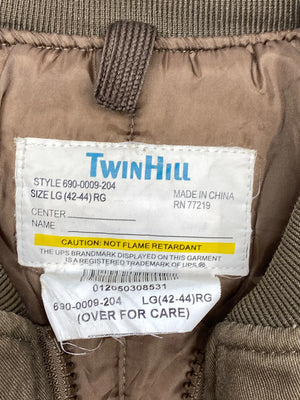 TWINHILL
STYLE 690-0009-204
SIZE LG (42-44) RG
MADE IN CHINA
RN 77219
CENTER
NAME
CAUTION: NOT FLAME RETARDANT
THE UPS BRANDMARK DISPLAYED ON THIS GARMENT
IS A REGISTERED TRADEMARK OF UPS
012050308531
690-0009-204 LG(42-44)RG
(OVER FOR CARE)